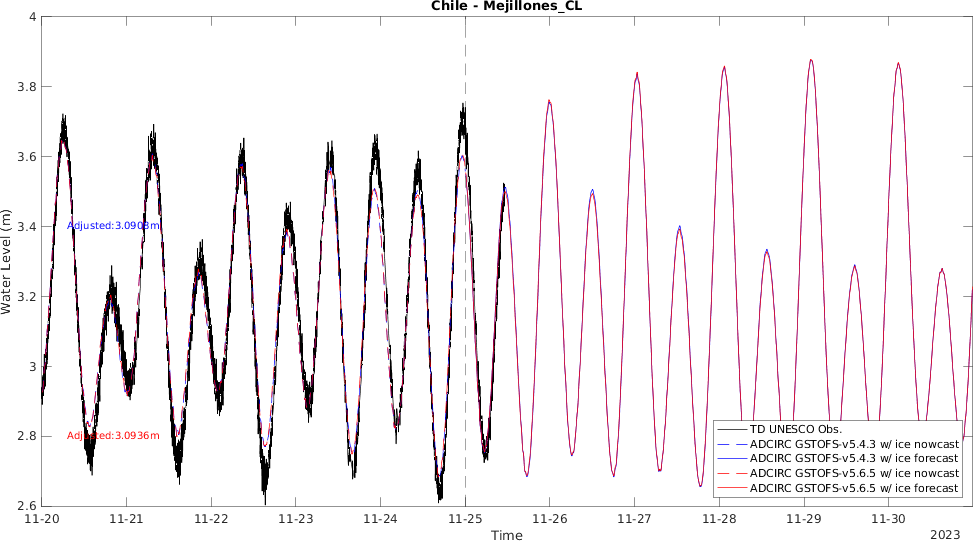 Chile - Mejillones_CL
4
3.8
3.6
3.4
3.2
3
2.8
2.6
Water Level (m)
Adjusted:3.0908m
Adjusted:3.0936m
TD UNESCO Obs.
ADCIRC GSTOFS-v5.4.3 w/ ice nowcast
ADCIRC GSTOFS-v5.4.3 w/ ice forecast
ADCIRC GSTOFS-v5.6.5 w/ ice nowcast
ADCIRC GSTOFS-v5.6.5 w/ ice forecast
11-20 11-21 11-22 11-23 11-24 11-25 11-26 11-27 11-28 11-29 11-30
Time
2023